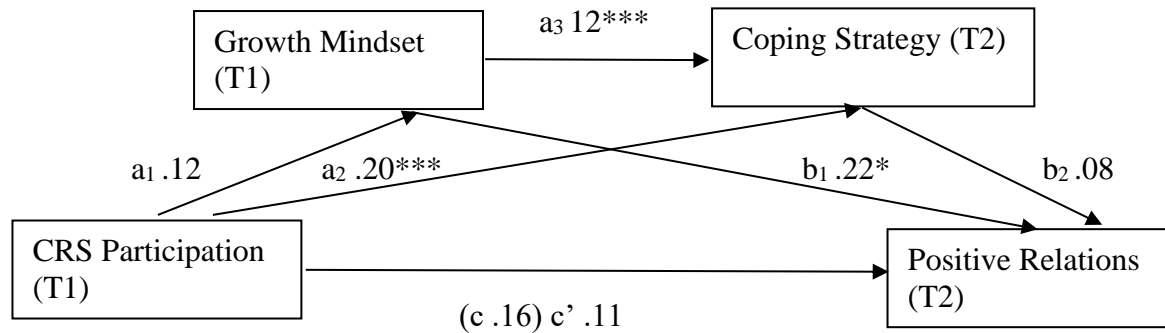 a₃ 12***
Growth Mindset
(T1)
Coping Strategy (T2)
a₁ .12
a₂ .20***
b₁ .22*
b₂ .08
CRS Participation
(T1)
Positive Relations
(T2)
(c .16) c’ .11